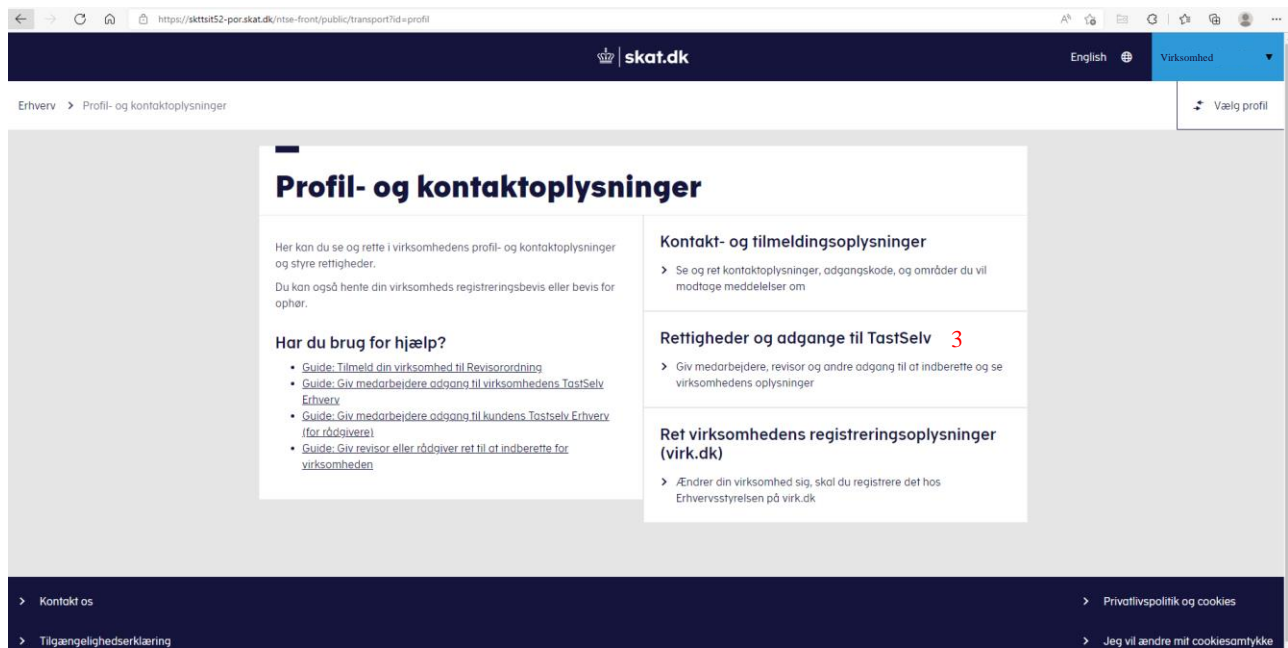 https://skttsit52-por.skat.dk/ntse-front/public/transport?id=profil
skat.dk
English
Virksomhed
Erhverv > Profil- og kontaktoplysninger
Vælg profil
Profil- og kontaktoplysninger
Her kan du se og rette i virksomhedens profil- og kontaktoplysninger
og styre rettigheder.
Du kan også hente din virksomheds registreringsbevis eller bevis for
ophør.
Har du brug for hjælp?
• Guide: Tilmeld din virksomhed til Revisorordning
• Guide: Giv medarbejdere adgang til virksomhedens TastSelv
Erhverv
• Guide: Giv medarbejdere adgang til kundens Tastselv Erhverv
(for rådgivere)
• Guide: Giv revisor eller rådgiver ret til at indberette for
virksomheden
Kontakt- og tilmeldingsoplysninger
> Se og ret kontaktoplysninger, adgangskode, og områder du vil
modtage meddelelser om
Rettigheder og adgange til TastSelv 3
> Giv medarbejdere, revisor og andre adgang til at indberette og se
virksomhedens oplysninger
Ret virksomhedens registreringsoplysninger
(virk.dk)
> Ændrer din virksomhed sig, skal du registrere det hos
Erhvervsstyrelsen på virk.dk
> Kontakt os
> Tilgængelighedserklæring
> Privatlivspolitik og cookies
> Jeg vil ændre mit cookiesamtykke